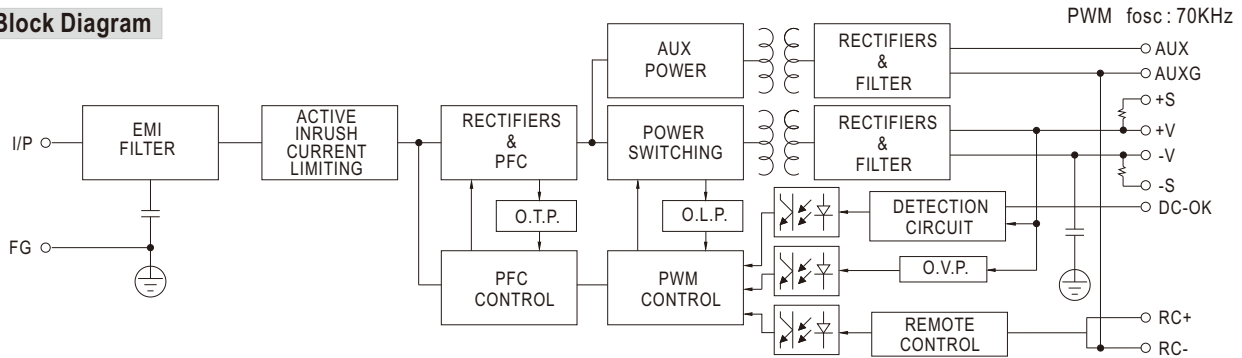 Block Diagram
PWM fosc : 70KHz
AUX
POWER
RECTIFIERS
&
FILTER
AUX
AUXG
I/P
EMI
FILTER
ACTIVE
INRUSH
CURRENT
LIMITING
RECTIFIERS
&
PFC
POWER
SWITCHING
RECTIFIERS
&
FILTER
+S
+V
-V
-S
O.T.P.
O.L.P.
DETECTION
CIRCUIT
DC-OK
FG
PFC
CONTROL
PWM
CONTROL
O.V.P.
REMOTE
CONTROL
RC+
RC-